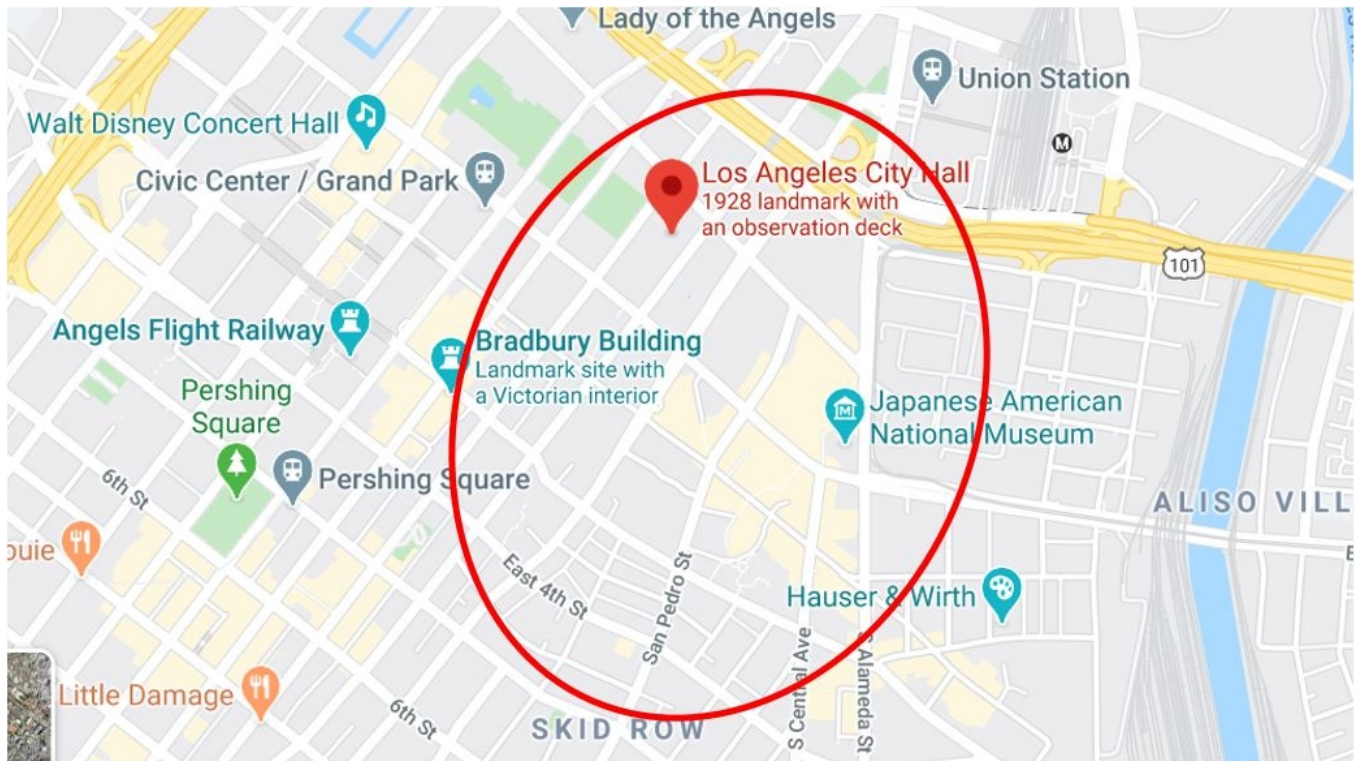 Lady of the Angels
Union Station
Walt Disney Concert Hall
M
Civic Center / Grand Park
Los Angeles City Hall
1928 landmark with
an observation deck
101
Angels Flight Railway
Bradbury Building
Landmark site with
a Victorian interior
Pershing
Square
Japanese American
National Museum
M
Pershing Square
6th St
ALISO VILL
ouie
East 4th St
San Pedro St
Hauser & Wirth
S Central Ave
S Alameda St
Little Damage
6th St
SKID ROW